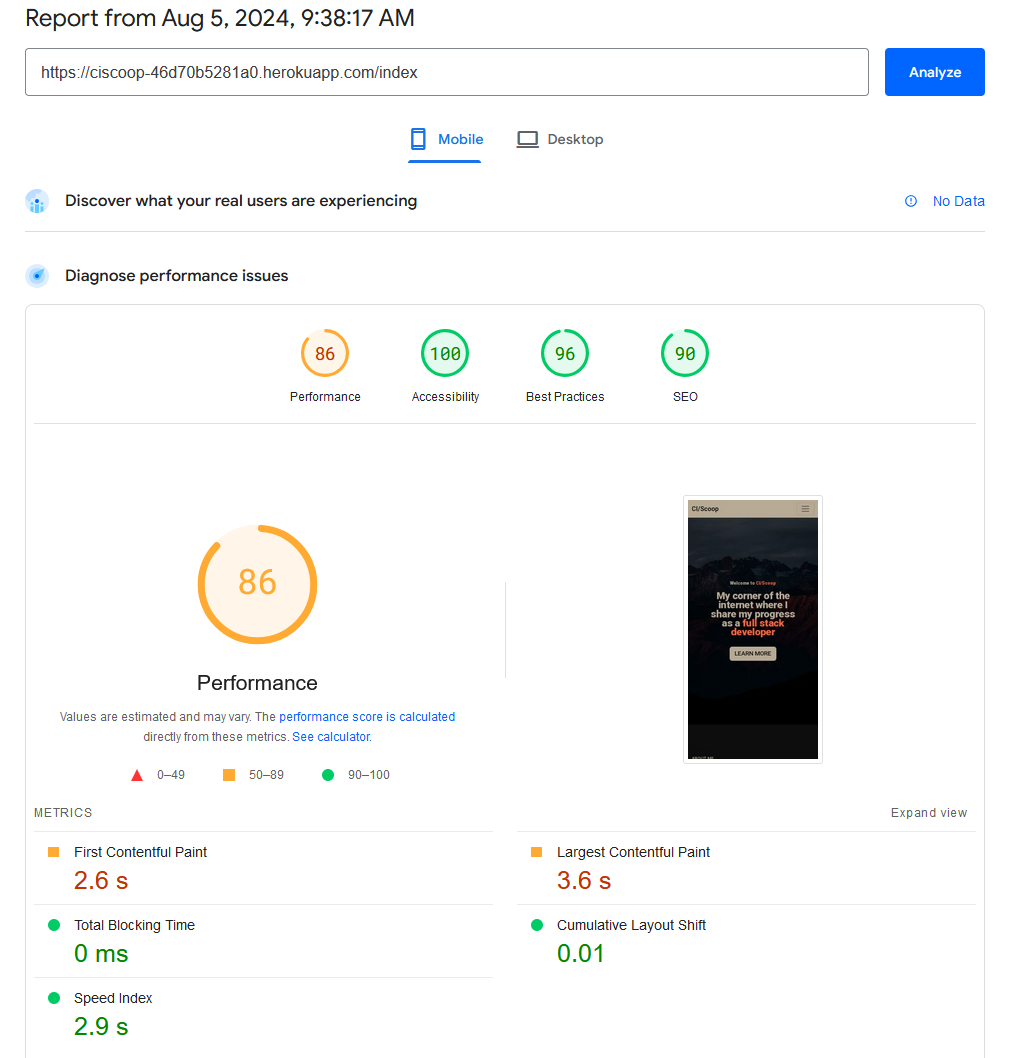 Report from Aug 5, 2024, 9:38:17 AM
https://ciscoop-46d70b5281a0.herokuapp.com/index
Analyze
Mobile
Desktop
Discover what your real users are experiencing
No Data
Diagnose performance issues
86
100
96
90
Performance
Accessibility
Best Practices
SEO
86
Performance
Values are estimated and may vary. The performance score is calculated
directly from these metrics. See calculator.
0–49
50–89
90–100
CI/Scoop
Welcome to CI/Scoop
My corner of the
internet where I
share my progress
as a full stack
developer
LEARN MORE
METRICS
Expand view
First Contentful Paint
2.6 s
Largest Contentful Paint
3.6 s
Total Blocking Time
0 ms
Cumulative Layout Shift
0.01
Speed Index
2.9 s